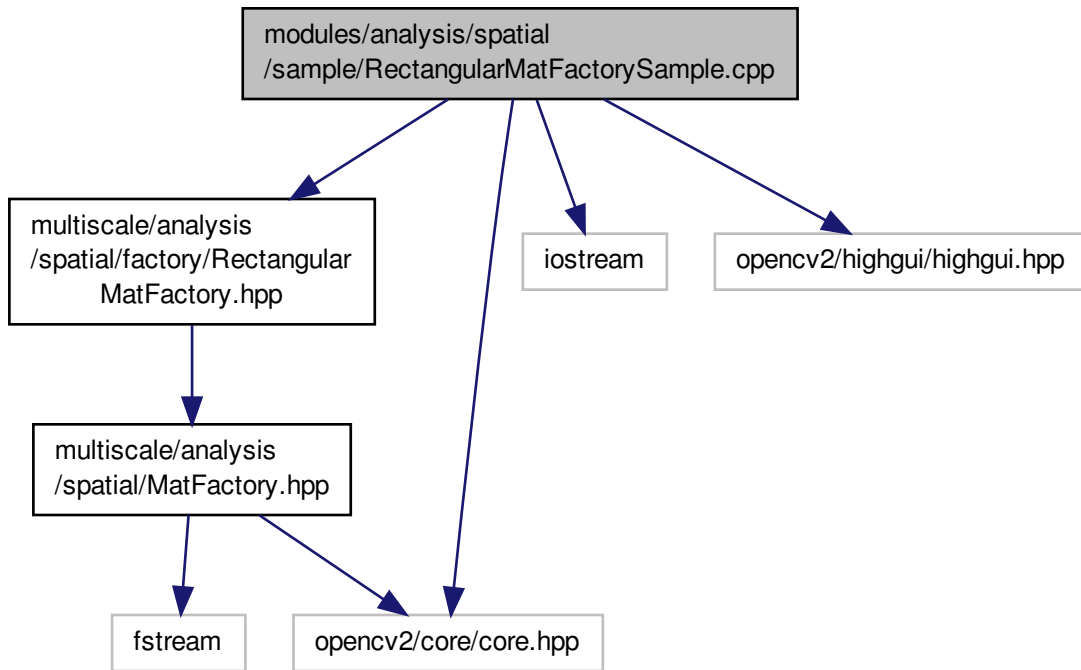 modules/analysis/spatial
/sample/RectangularMatFactorySample.cpp
multiscale/analysis
/spatial/factory/Rectangular
MatFactory.hpp
iostream
opencv2/highgui/highgui.hpp
multiscale/analysis
/spatial/MatFactory.hpp
fstream
opencv2/core/core.hpp